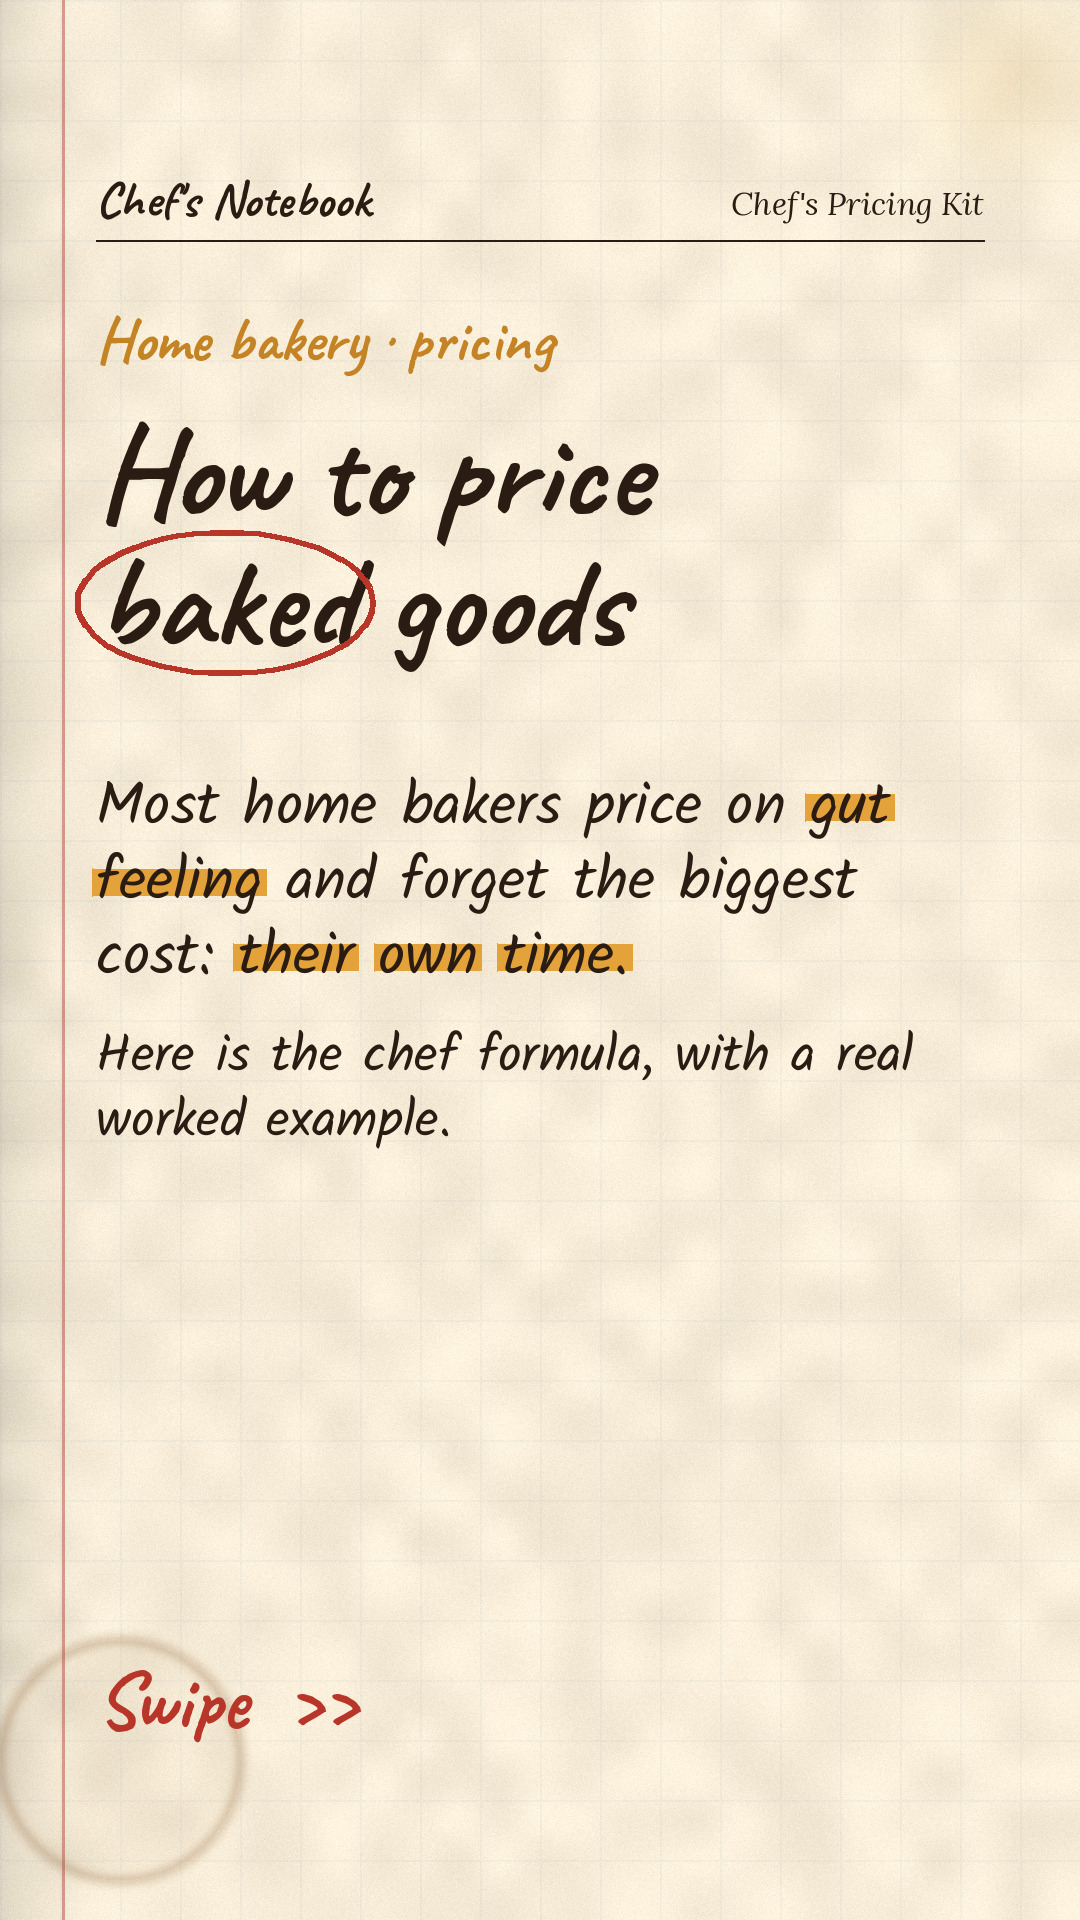 Chef's Notebook
Chef's Pricing Kit
Home bakery · pricing
How to price
baked goods
Most home bakers price on gut
feeling and forget the biggest
cost: their own time.
Here is the chef formula, with a real
worked example.
Swipe >>